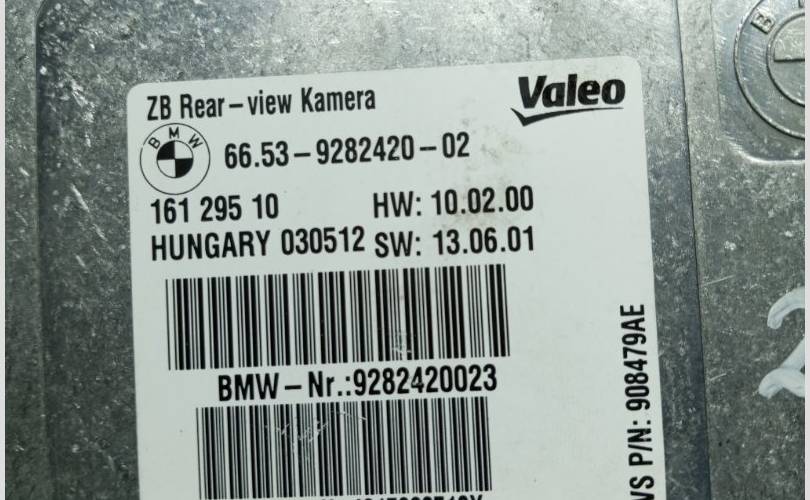 ZB Rear-view Kamera
Valeo
BMW
66.53-9282420-02
161 295 10 HW: 10.02.00
HUNGARY 030512 SW: 13.06.01
BMW-Nr.:9282420023
VS P/N: 908479AE